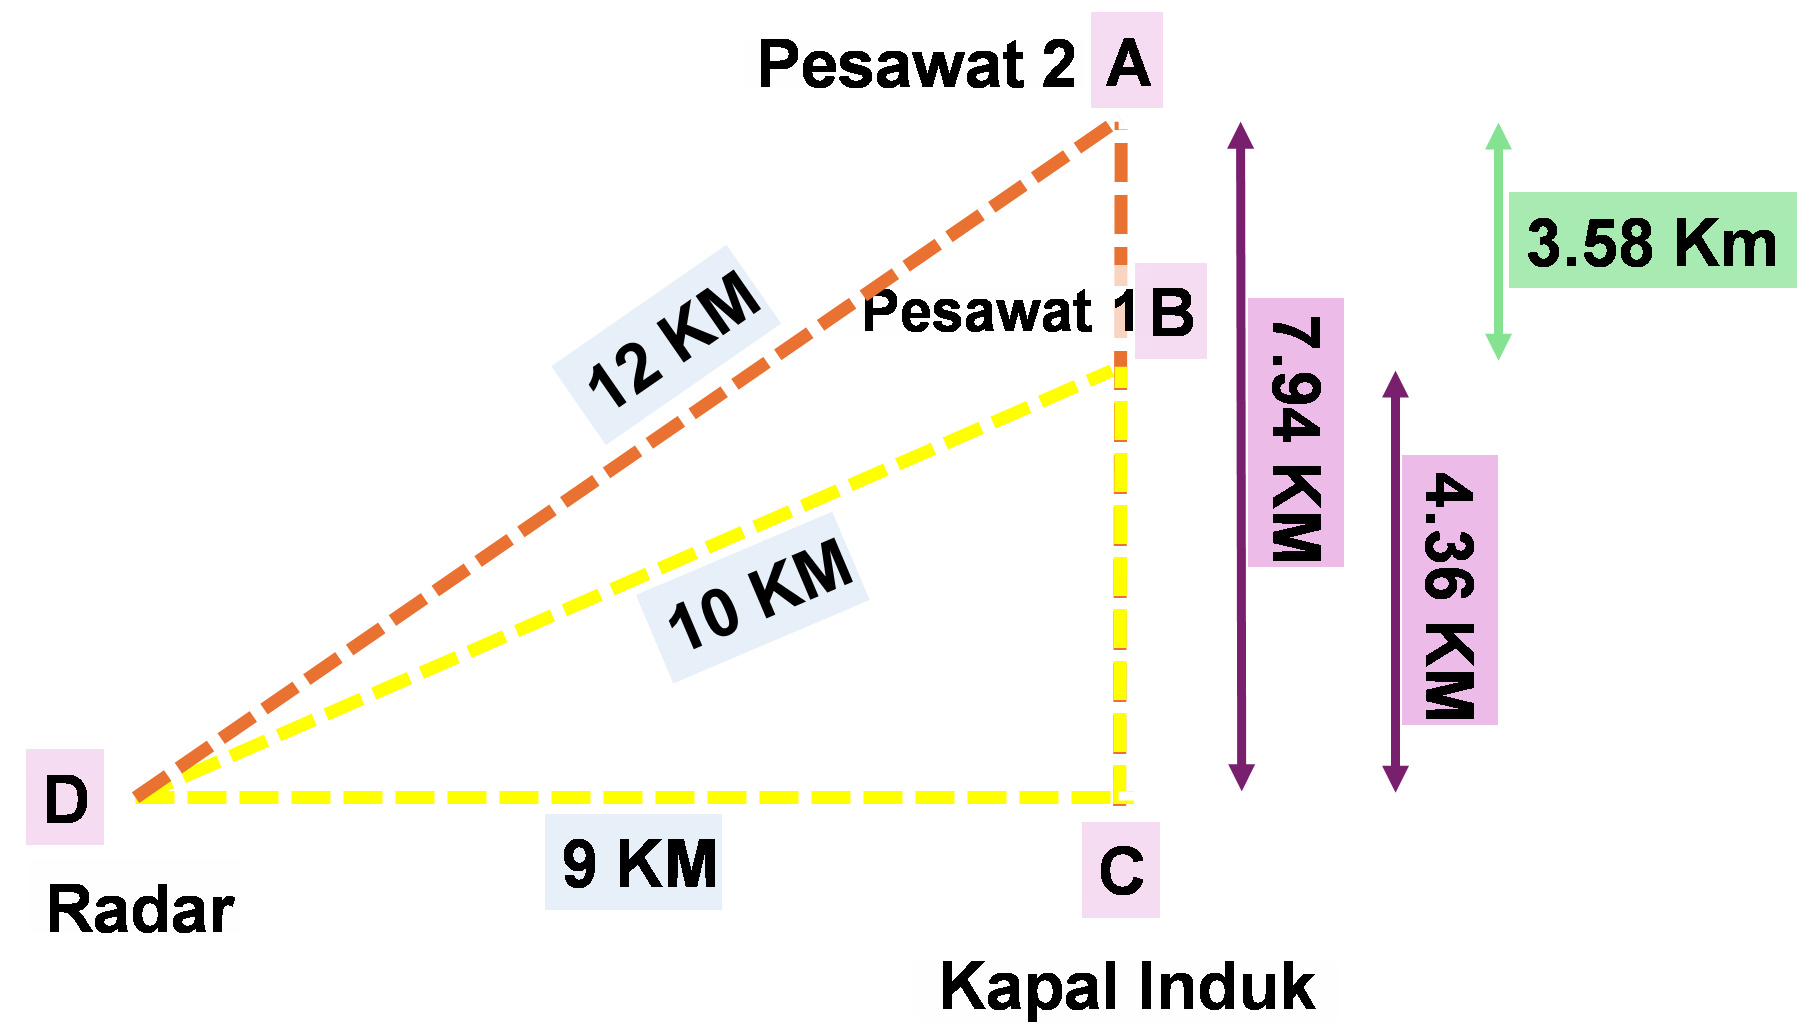 Pesawat 2 A
3.58 Km
Pesawat 1 B
12 KM
7.94 KM
4.36 KM
10 KM
D
9 KM
C
Radar
Kapal Induk